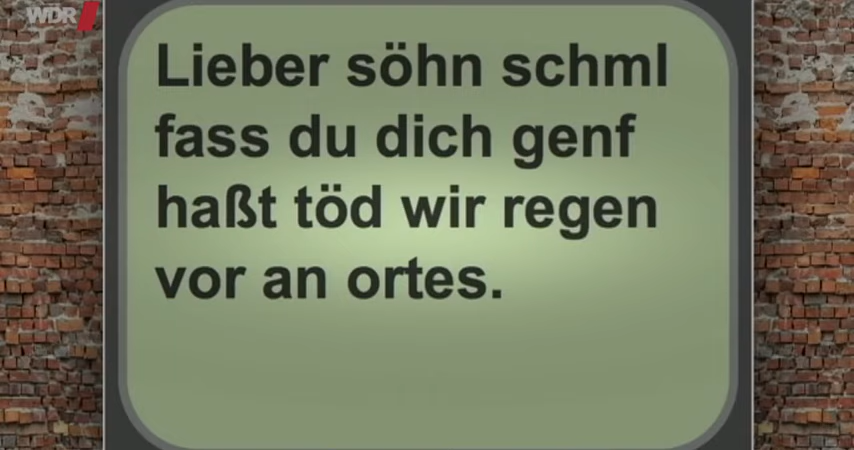 WDR
Lieber söhn schml
fass du dich genf
haßt töd wir regen
vor an ortes.